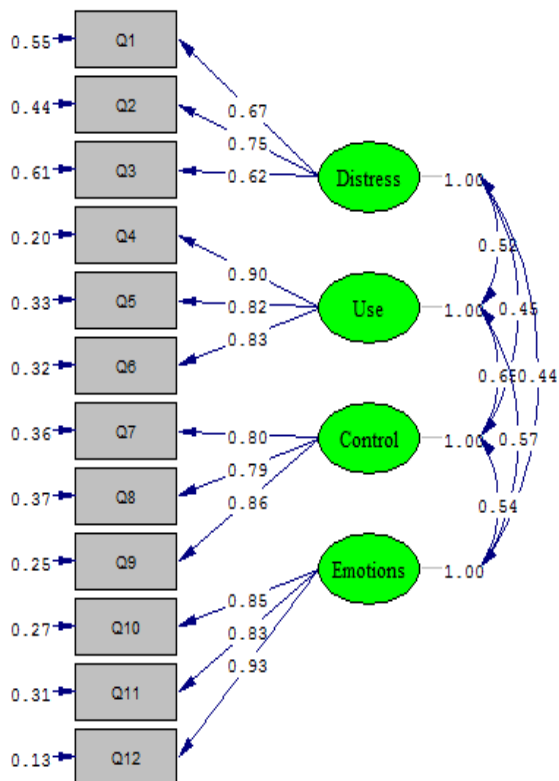 0.55 Q1
0.44 Q2
0.67
0.75
0.61 Q3
0.62
Distress 1.00
0.20 Q4
0.52
0.90
0.33 Q5
0.82
Use 1.00
0.45
0.83
0.32 Q6
0.44
0.36 Q7
0.80
Control 1.00
0.57
0.37 Q8
0.79
0.86
0.54
0.25 Q9
Emotions 1.00
0.85
0.27 Q10
0.83
0.93
0.31 Q11
0.13 Q12